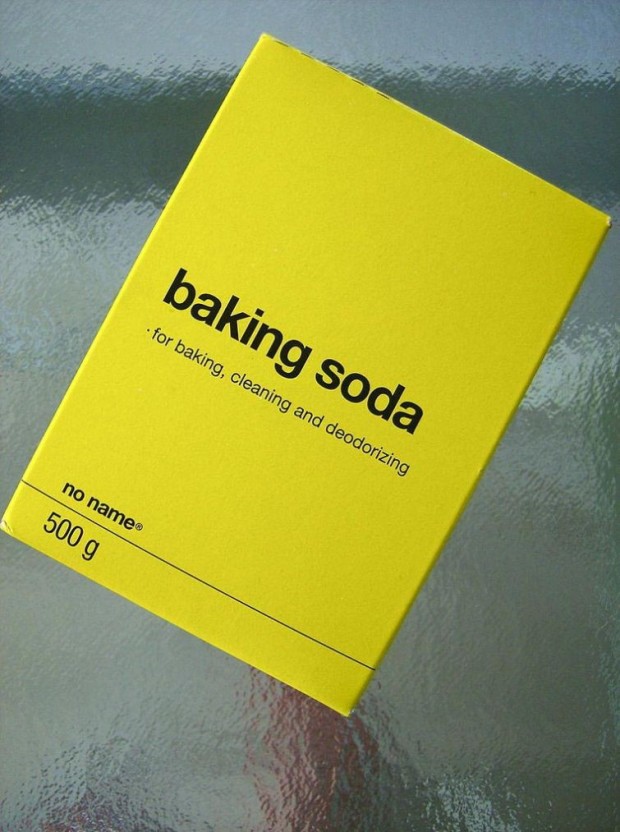 baking soda
· for baking, cleaning and deodorizing
no name®
500 g